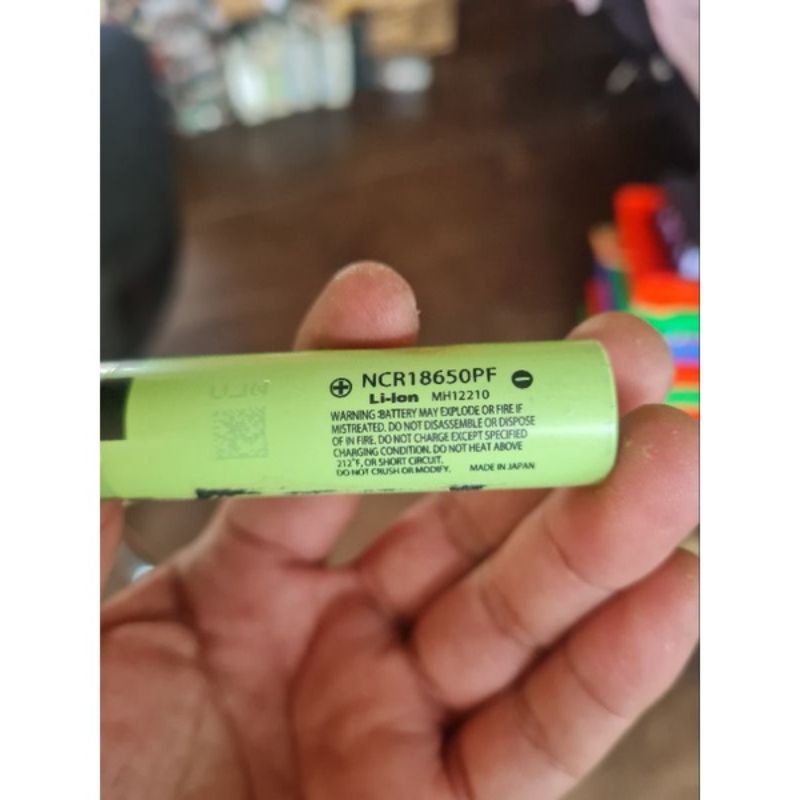 ⊕ NCR18650PF ⊖
Li-Ion MH12210
WARNING :BATTERY MAY EXPLODE OR FIRE IF
MISTREATED. DO NOT DISASSEMBLE OR DISPOSE
OF IN FIRE. DO NOT CHARGE EXCEPT SPECIFIED
CHARGING CONDITION. DO NOT HEAT ABOVE
212°F, OR SHORT CIRCUIT.
DO NOT CRUSH OR MODIFY. MADE IN JAPAN